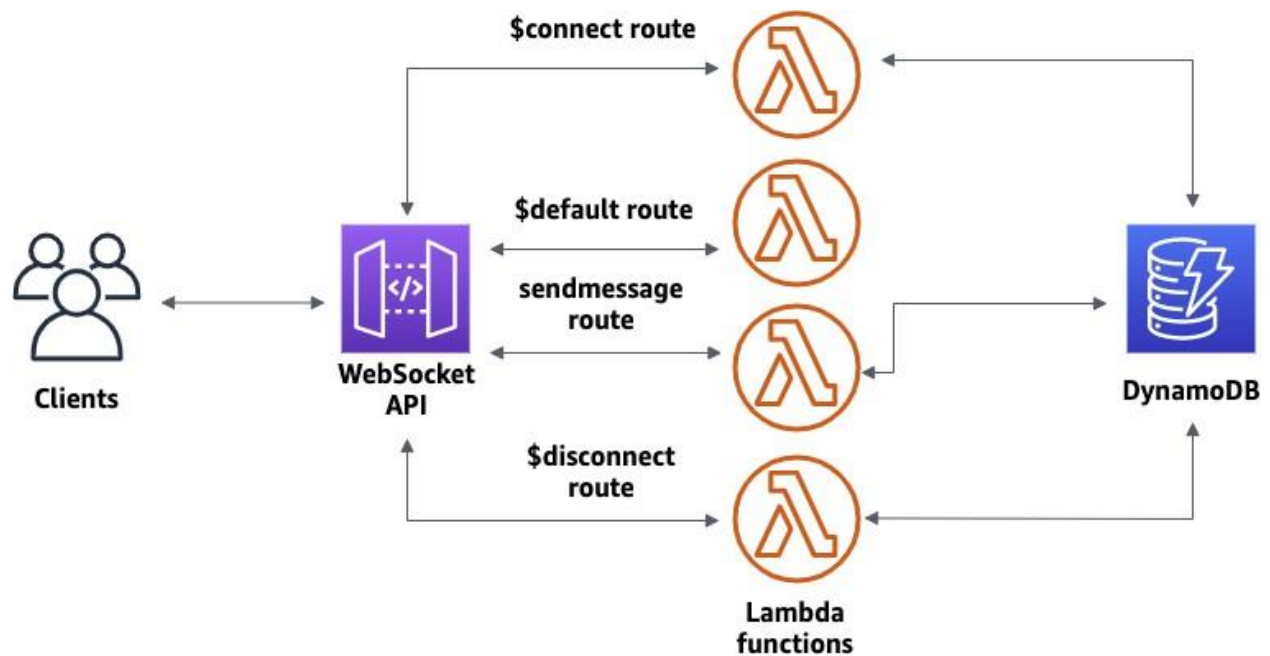 $connect route
$default route
sendmessage
route
Clients
WebSocket
API
</>
DynamoDB
$disconnect
route
Lambda
functions